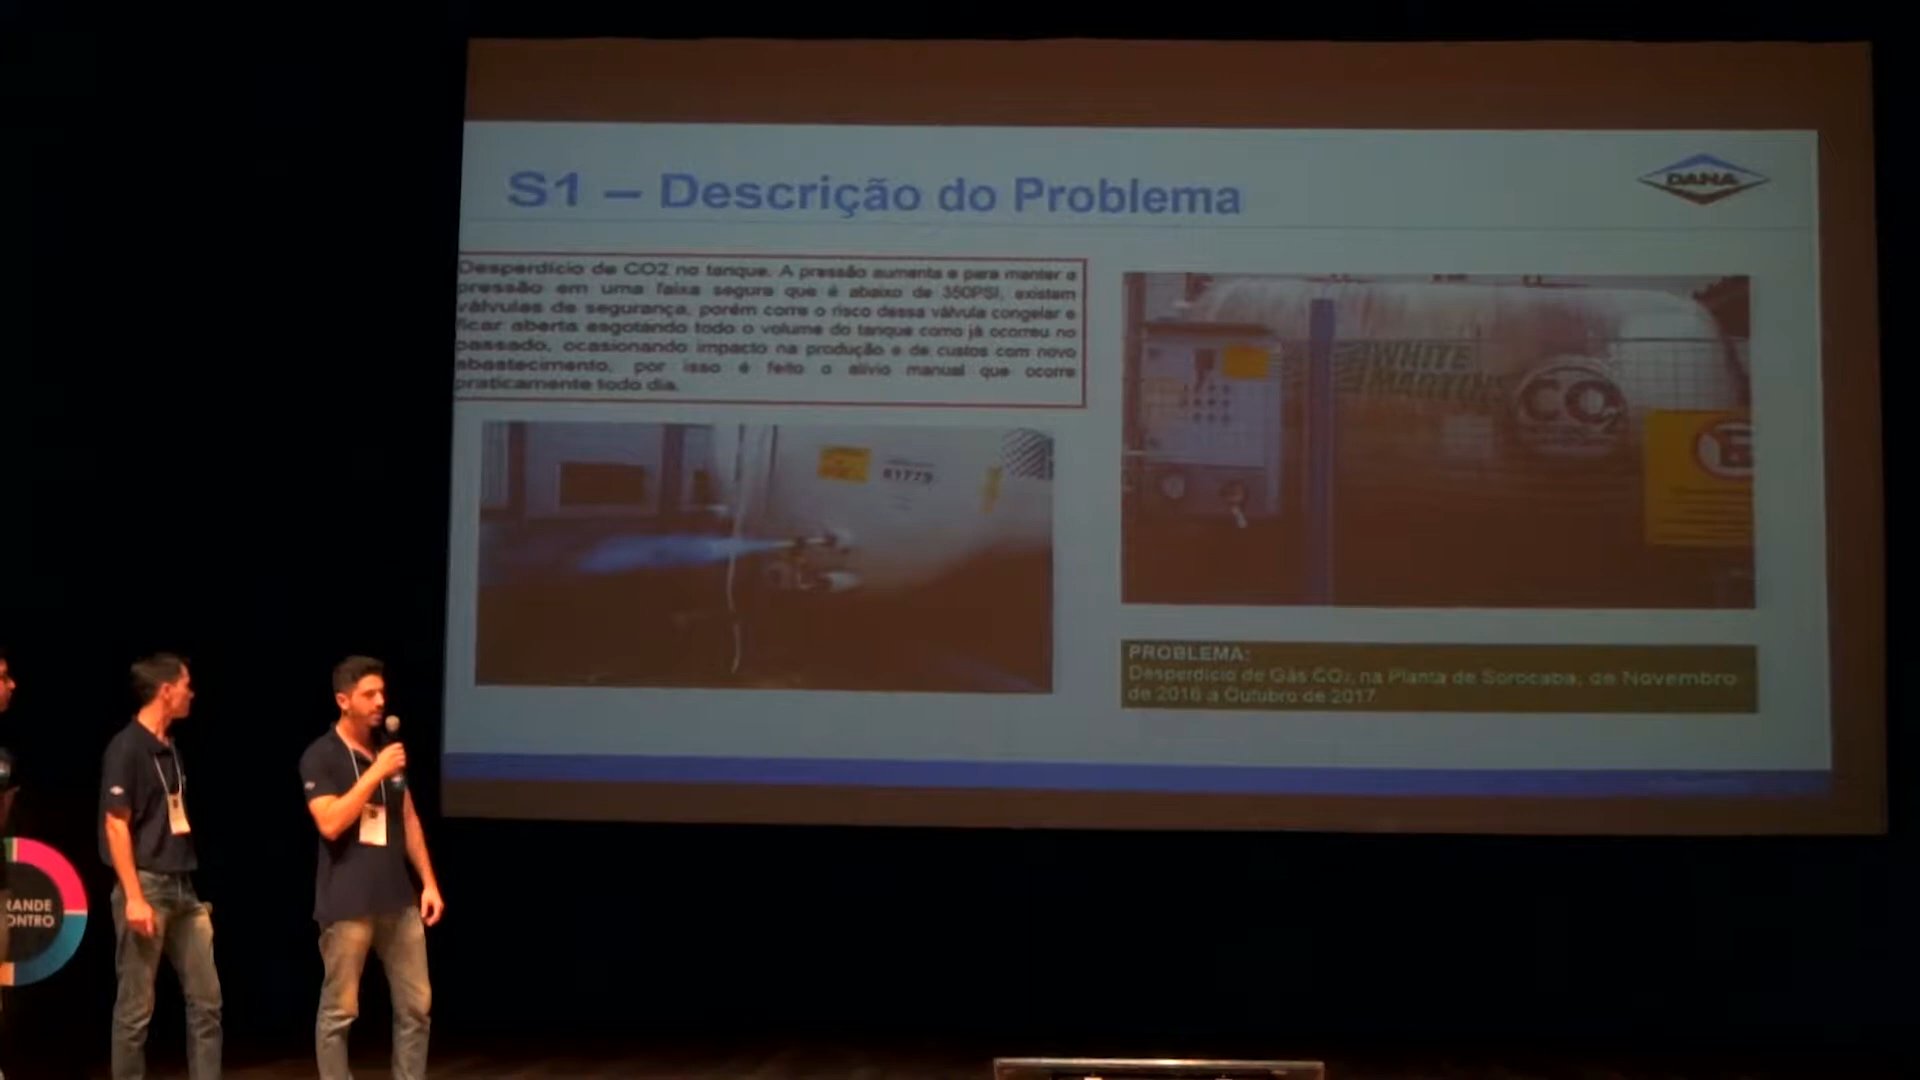 S1 – Descrição do Problema
DANA
Desperdício de CO2 no tanque. A pressão aumenta e para manter a
pressão em uma faixa segura que é abaixo de 350PSI, existem
válvulas de segurança, porém corre o risco dessa válvula congelar e
ficar aberta esgotando todo o volume do tanque como já ocorreu no
passado, ocasionando impacto na produção e de custos com novo
abastecimento, por isso é feito o alívio manual que ocorre
praticamente todo dia.
WHITE
MARTINS
CO2
61779
PROBLEMA:
Desperdício de Gás CO2, na Planta de Sorocaba, de Novembro
de 2016 a Outubro de 2017
RANDE
ONTRO